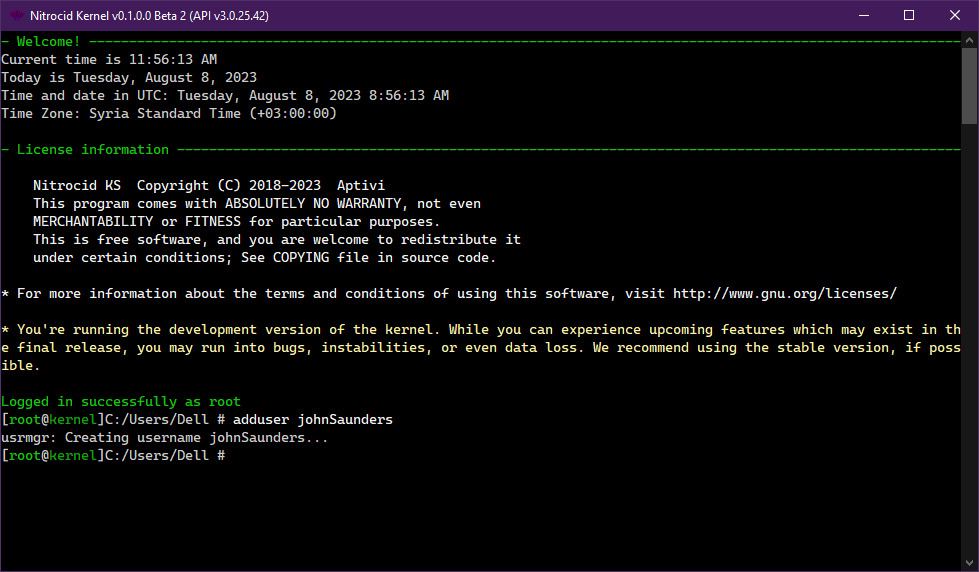 Nitrocid Kernel v0.1.0.0 Beta 2 (API v3.0.25.42)
- Welcome!
Current time is 11:56:13 AM
Today is Tuesday, August 8, 2023
Time and date in UTC: Tuesday, August 8, 2023 8:56:13 AM
Time Zone: Syria Standard Time (+03:00:00)
- License information
Nitrocid KS  Copyright (C) 2018-2023  Aptivi
This program comes with ABSOLUTELY NO WARRANTY, not even
MERCHANTABILITY or FITNESS for particular purposes.
This is free software, and you are welcome to redistribute it
under certain conditions; See COPYING file in source code.
* For more information about the terms and conditions of using this software, visit http://www.gnu.org/licenses/
* You're running the development version of the kernel. While you can experience upcoming features which may exist in th
e final release, you may run into bugs, instabilities, or even data loss. We recommend using the stable version, if poss
ible.
Logged in successfully as root
[root@kernel]C:/Users/Dell # adduser johnSaunders
usrmgr: Creating username johnSaunders...
[root@kernel]C:/Users/Dell #